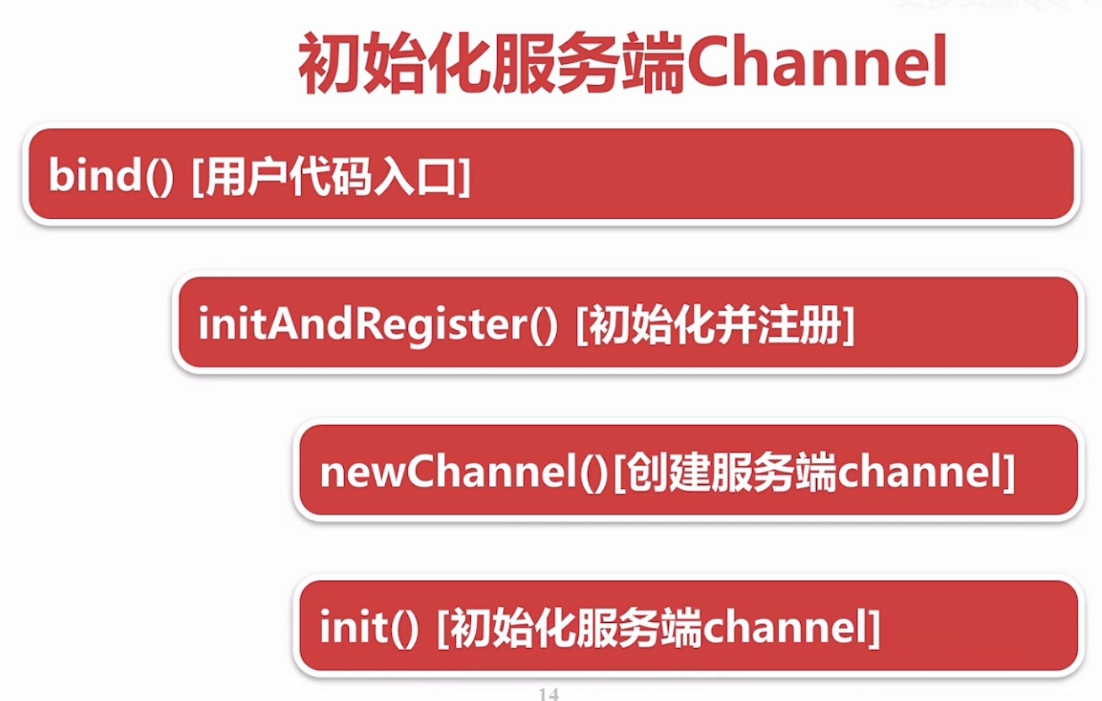 初始化服务端Channel
bind() [用户代码入口]
initAndRegister() [初始化并注册]
newChannel()[创建服务端channel]
init() [初始化服务端channel]
14